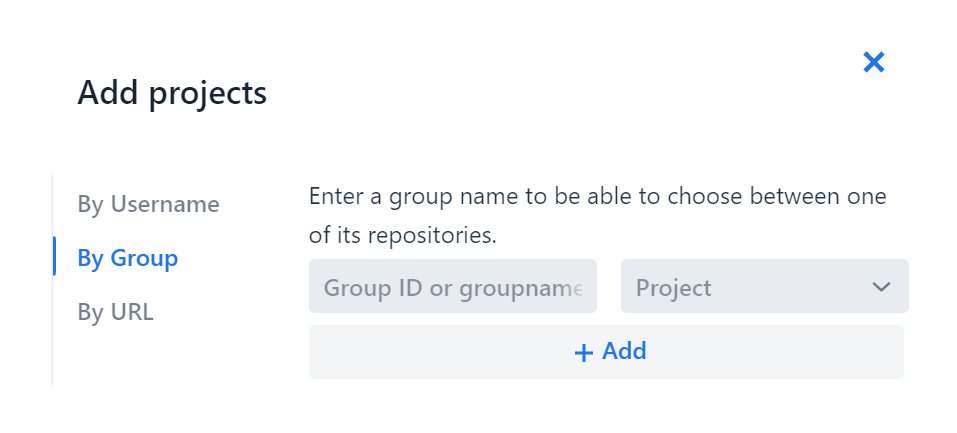 Add projects
By Username
By Group
By URL
Enter a group name to be able to choose between one
of its repositories.
Group ID or groupname
Project
+ Add